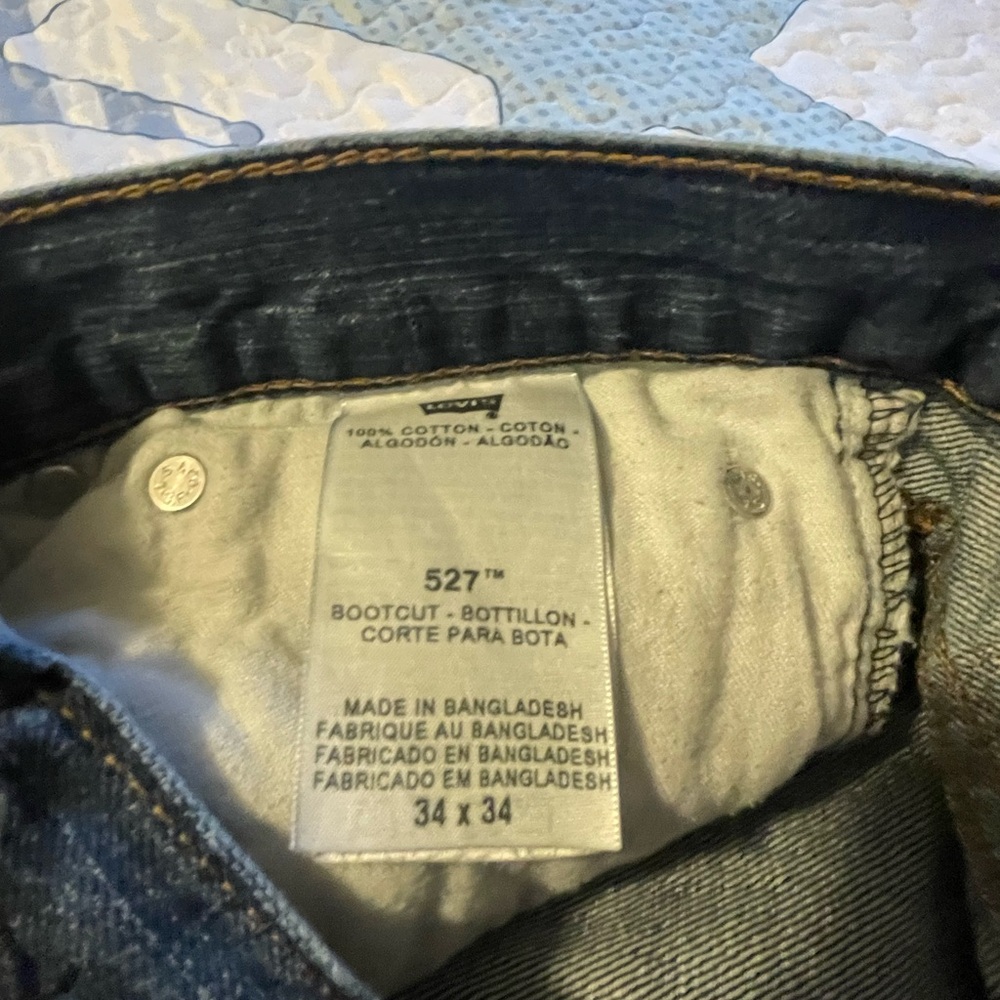 Levi's
100% COTTON - COTON -
ALGODÓN - ALGODÃO
527™
BOOTCUT - BOTTILLON -
CORTE PARA BOTA
MADE IN BANGLADESH
FABRIQUE AU BANGLADESH
FABRICADO EN BANGLADESH
FABRICADO EM BANGLADESH
34 x 34